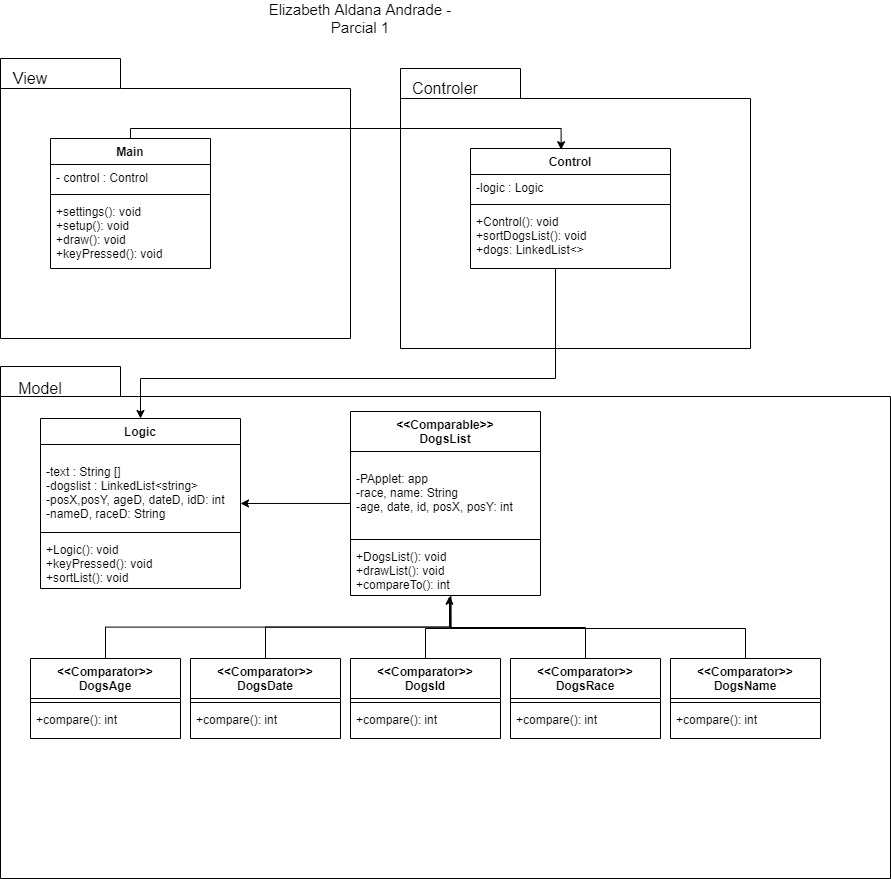 Elizabeth Aldana Andrade -
Parcial 1
View
Main
- control : Control
+settings(): void
+setup(): void
+draw(): void
+keyPressed(): void
Controler
Control
-logic : Logic
+Control(): void
+sortDogsList(): void
+dogs: LinkedList<>
Model
Logic
-text : String []
-dogslist : LinkedList<string>
-posX,posY, ageD, dateD, idD: int
-nameD, raceD: String
+Logic(): void
+keyPressed(): void
+sortList(): void
<<Comparable>>
DogsList
-PApplet: app
-race, name: String
-age, date, id, posX, posY: int
+DogsList(): void
+drawList(): void
+compareTo(): int
<<Comparator>>
DogsAge
+compare(): int
<<Comparator>>
DogsDate
+compare(): int
<<Comparator>>
DogsId
+compare(): int
<<Comparator>>
DogsRace
+compare(): int
<<Comparator>>
DogsName
+compare(): int